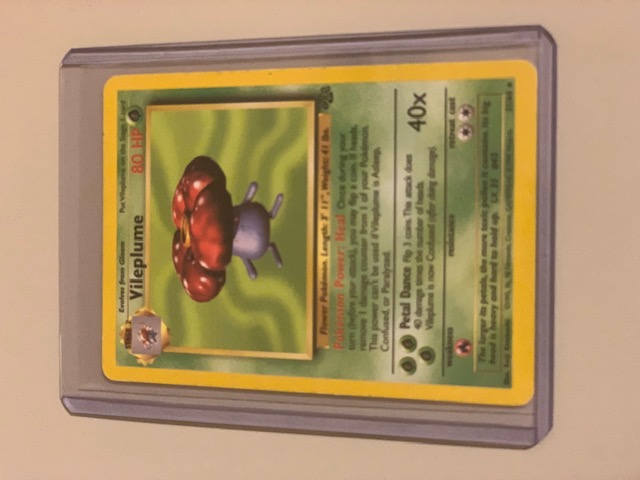 Evolves from Gloom Put Vileplume on the Stage 1 card
STAGE 2
Vileplume 80 HP
Flower Pokémon. Length: 3' 11", Weight: 41 lbs.
Pokémon Power: Heal Once during your
turn (before your attack), you may flip a coin. If heads,
remove 1 damage counter from 1 of your Pokémon.
This power can't be used if Vileplume is Asleep,
Confused, or Paralyzed.
Petal Dance Flip 3 coins. This attack does
40 damage times the number of heads.
Vileplume is now Confused (after doing damage).
40x
weakness resistance retreat cost
The larger its petals, the more toxic pollen it contains. Its big
head is heavy and hard to hold up. LV. 35 #45
Illus. Kagemaru Himeno